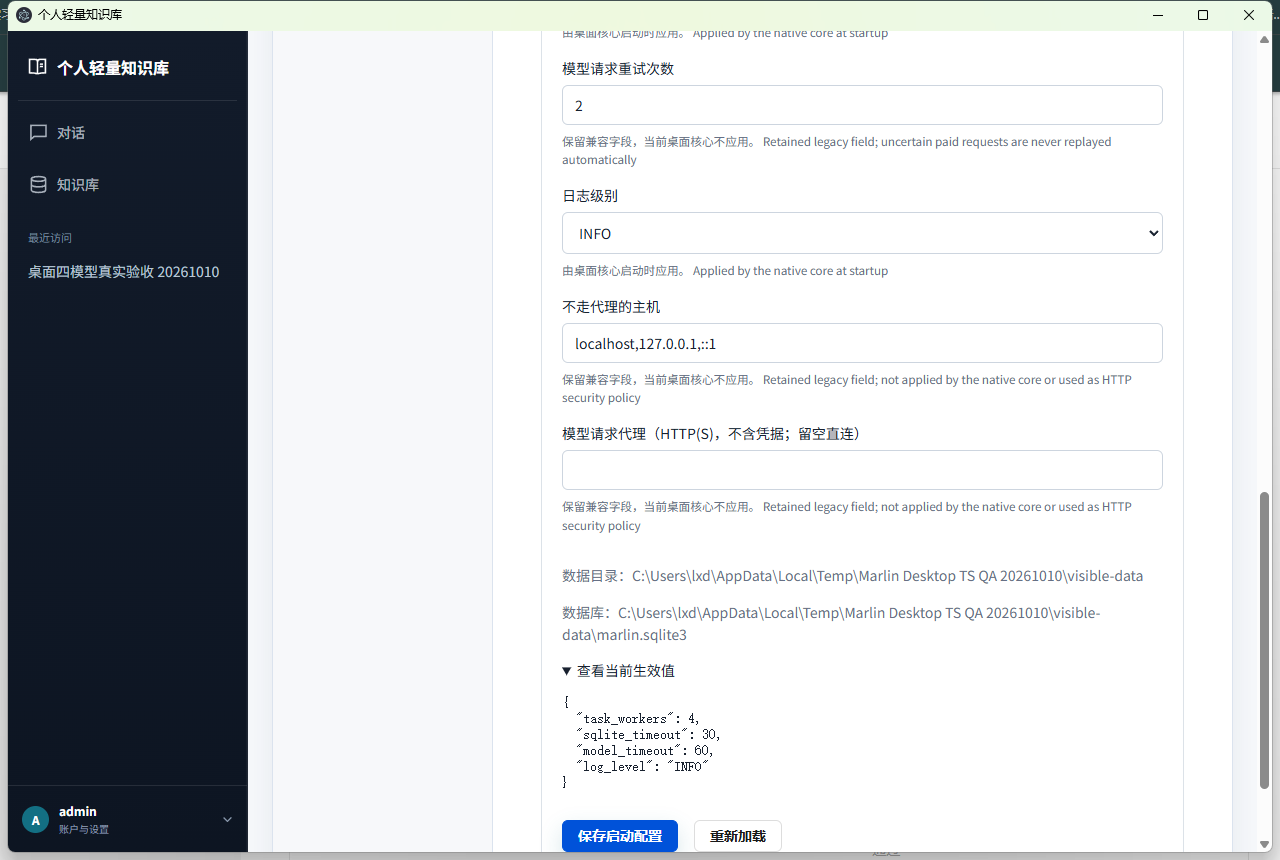 个人轻量知识库
个人轻量知识库
对话
知识库
最近访问
桌面四模型真实验收 20261010
admin
账户与设置
A
由桌面核心启动时应用。 Applied by the native core at startup
模型请求重试次数
2
保留兼容字段，当前桌面核心不应用。 Retained legacy field; uncertain paid requests are never replayed
automatically
日志级别
INFO
由桌面核心启动时应用。 Applied by the native core at startup
不走代理的主机
localhost,127.0.0.1,::1
保留兼容字段，当前桌面核心不应用。 Retained legacy field; not applied by the native core or used as HTTP
security policy
模型请求代理（HTTP(S)，不含凭据；留空直连）
保留兼容字段，当前桌面核心不应用。 Retained legacy field; not applied by the native core or used as HTTP
security policy
数据目录：C:\Users\lxd\AppData\Local\Temp\Marlin Desktop TS QA 20261010\visible-data
数据库：C:\Users\lxd\AppData\Local\Temp\Marlin Desktop TS QA 20261010\visible-
data\marlin.sqlite3
▼ 查看当前生效值
{
"task_workers": 4,
"sqlite_timeout": 30,
"model_timeout": 60,
"log_level": "INFO"
}
保存启动配置
重新加载